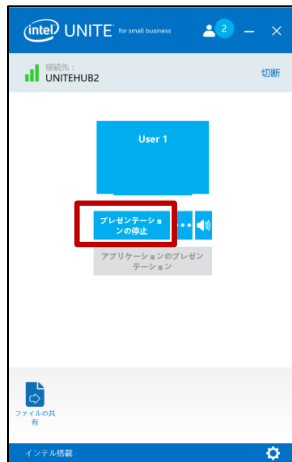 intel UNITE for small business 2
接続先 :
UNITEHUB2
切断
User 1
プレゼンテーショ
ンの停止
アプリケーションのプレゼン
テーション
ファイルの共
有
インテル搭載